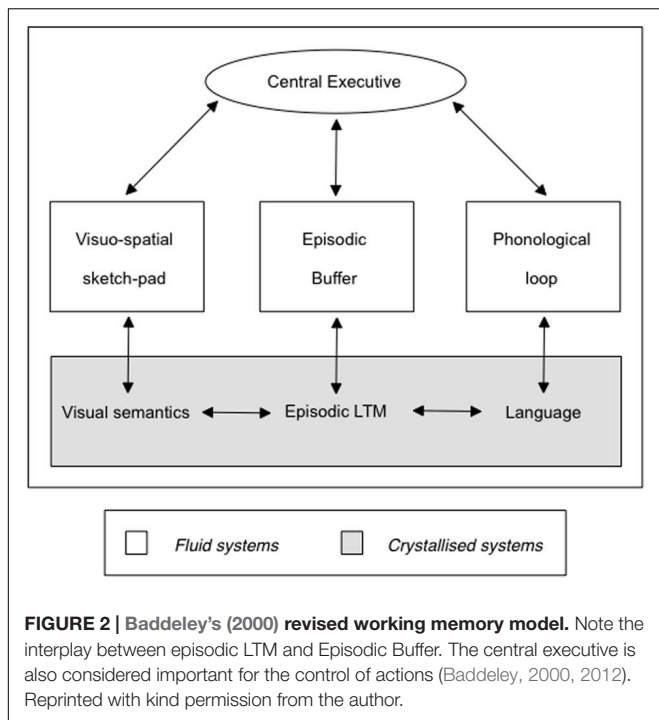 Central Executive
Visuo-spatial Episodic Phonological
sketch-pad Buffer loop
Visual semantics Episodic LTM Language
Fluid systems Crystallised systems
FIGURE 2 | Baddeley's (2000) revised working memory model. Note the
interplay between episodic LTM and Episodic Buffer. The central executive is
also considered important for the control of actions (Baddeley, 2000, 2012).
Reprinted with kind permission from the author.